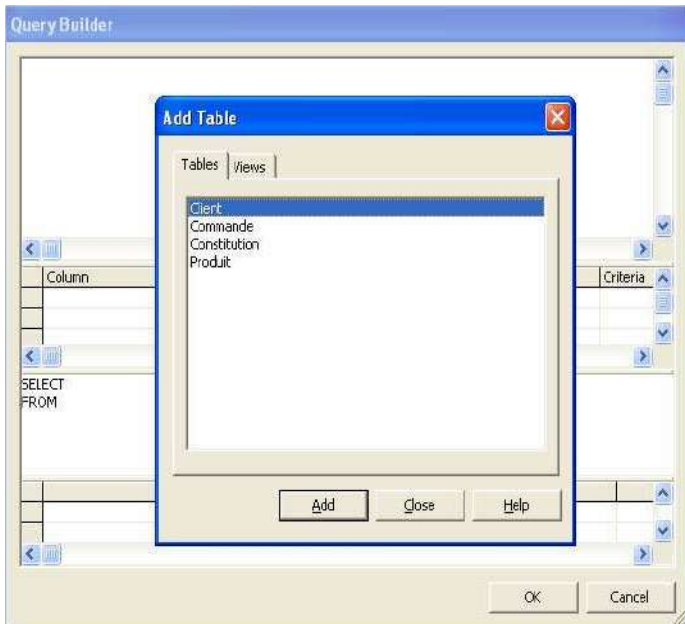 Query Builder
Add Table
Tables
Views
Client
Commande
Constitution
Produit
Column
Criteria
SELECT
FROM
Add
Close
Help
OK
Cancel